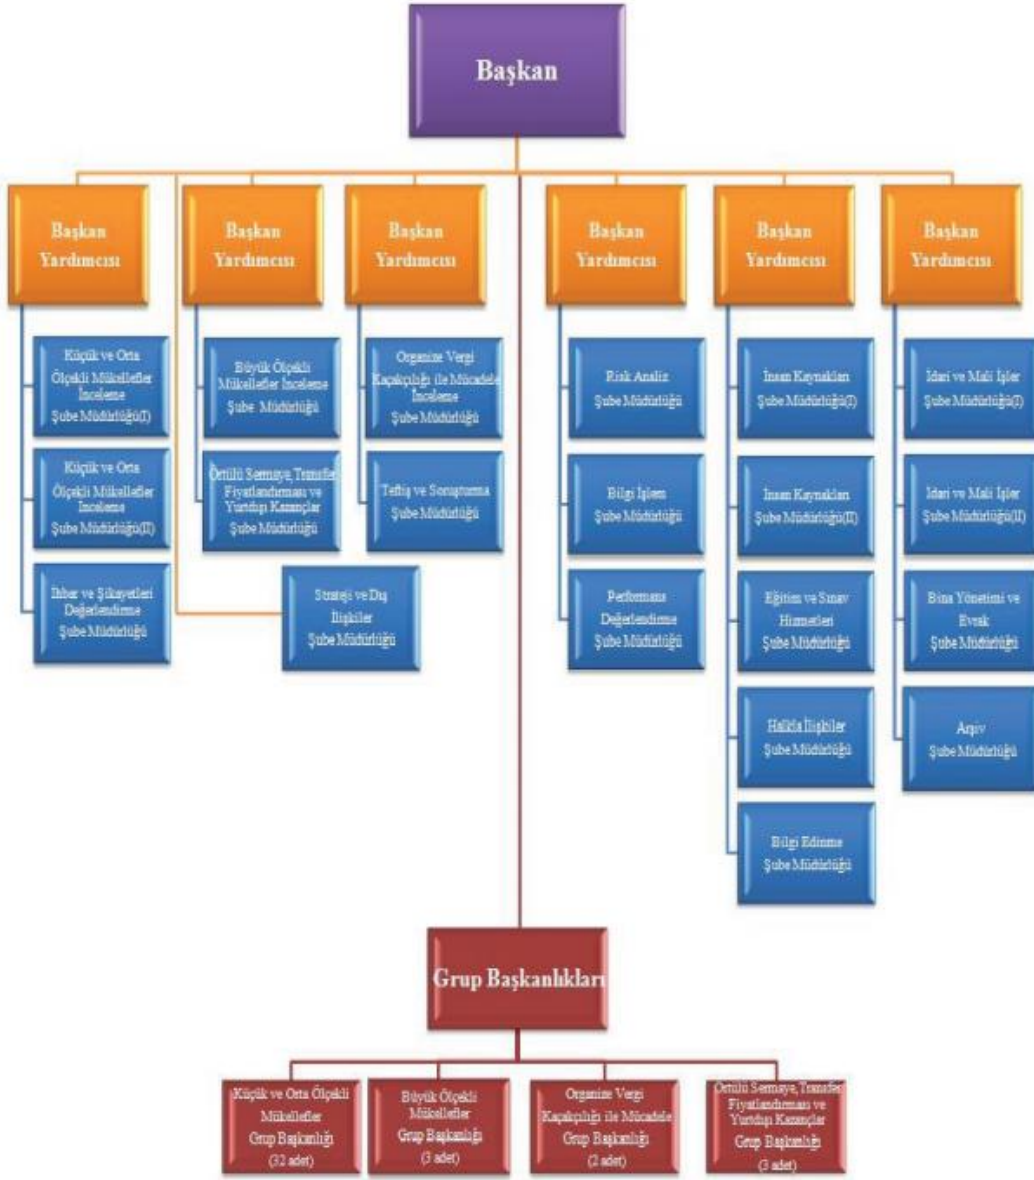 Başkan
Başkan
Yardımcısı
Başkan
Yardımcısı
Başkan
Yardımcısı
Başkan
Yardımcısı
Başkan
Yardımcısı
Başkan
Yardımcısı
Küçük ve Orta
Ölçekli Mükellefler
İnceleme
Şube Müdürlüğü(I)
Küçük ve Orta
Ölçekli Mükellefler
İnceleme
Şube Müdürlüğü(II)
İhbar ve Şikayetleri
Değerlendirme
Şube Müdürlüğü
Büyük Ölçekli
Mükellefler İnceleme
Şube Müdürlüğü
Örtülü Sermaye,Transfer
Fiyatlandırması ve
Yurtdışı Kazançlar
Şube Müdürlüğü
Organize Vergi
Kaçakçılığı ile Mücadele
İnceleme
Şube Müdürlüğü
Teftiş ve Soruşturma
Şube Müdürlüğü
Strateji ve Dış
İlişkiler
Şube Müdürlüğü
Risk Analiz
Şube Müdürlüğü
Bilgi İşlem
Şube Müdürlüğü
Performans
Değerlendirme
Şube Müdürlüğü
İnsan Kaynakları
Şube Müdürlüğü(I)
İnsan Kaynakları
Şube Müdürlüğü(II)
Eğitim ve Sınav
Hizmetleri
Şube Müdürlüğü
Halkla İlişkiler
Şube Müdürlüğü
Bilgi Edinme
Şube Müdürlüğü
İdari ve Mali İşler
Şube Müdürlüğü(I)
İdari ve Mali İşler
Şube Müdürlüğü(II)
Bina Yönetimi ve
Evrak
Şube Müdürlüğü
Arşiv
Şube Müdürlüğü
Grup Başkanlıkları
Küçük ve Orta Ölçekli
Mükellefler
Grup Başkanlığı
(32 adet)
Büyük Ölçekli
Mükellefler
Grup Başkanlığı
(3 adet)
Organize Vergi
Kaçakçılığı ile Mücadele
Grup Başkanlığı
(2 adet)
Örtülü Sermaye,Transfer
Fiyatlandırması ve
Yurtdışı Kazançlar
Grup Başkanlığı
(3 adet)